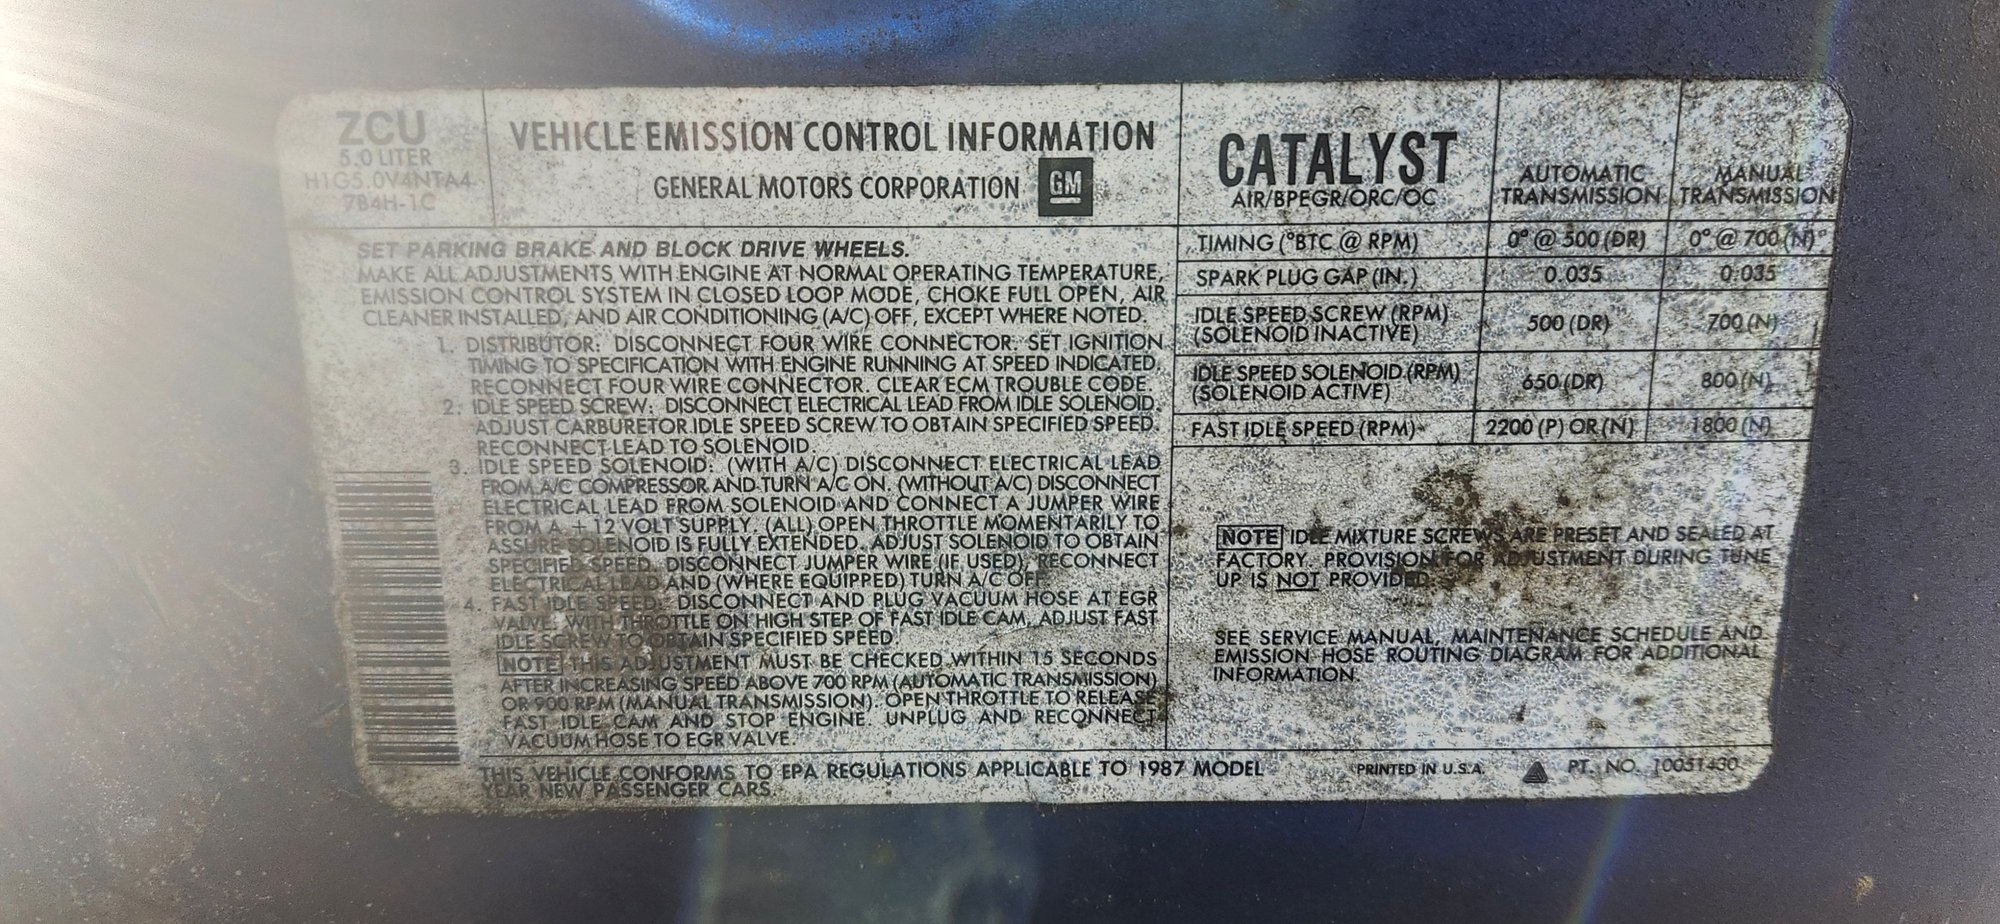 ZCU
5.0 LITER
H1G5.0V4NTA4
7B4H-1C
VEHICLE EMISSION CONTROL INFORMATION
GENERAL MOTORS CORPORATION GM
CATALYST
AIR/BPEGR/ORC/OC
AUTOMATIC
TRANSMISSION
MANUAL
TRANSMISSION
TIMING (°BTC @ RPM) 0° @ 500 (DR) 0° @ 700 (N)
SPARK PLUG GAP (IN.) 0.035 0.035
IDLE SPEED SCREW (RPM)
(SOLENOID INACTIVE) 500 (DR) 700 (N)
IDLE SPEED SOLENOID (RPM)
(SOLENOID ACTIVE) 650 (DR) 800 (N)
FAST IDLE SPEED (RPM) 2200 (P) OR (N) 1800 (N)
SET PARKING BRAKE AND BLOCK DRIVE WHEELS.
MAKE ALL ADJUSTMENTS WITH ENGINE AT NORMAL OPERATING TEMPERATURE,
EMISSION CONTROL SYSTEM IN CLOSED LOOP MODE, CHOKE FULL OPEN, AIR
CLEANER INSTALLED, AND AIR CONDITIONING (A/C) OFF, EXCEPT WHERE NOTED.
1. DISTRIBUTOR: DISCONNECT FOUR WIRE CONNECTOR. SET IGNITION
TIMING TO SPECIFICATION WITH ENGINE RUNNING AT SPEED INDICATED.
RECONNECT FOUR WIRE CONNECTOR. CLEAR ECM TROUBLE CODE.
2. IDLE SPEED SCREW: DISCONNECT ELECTRICAL LEAD FROM IDLE SOLENOID.
ADJUST CARBURETOR IDLE SPEED SCREW TO OBTAIN SPECIFIED SPEED.
RECONNECT LEAD TO SOLENOID.
3. IDLE SPEED SOLENOID: (WITH A/C) DISCONNECT ELECTRICAL LEAD
FROM A/C COMPRESSOR AND TURN A/C ON. (WITHOUT A/C) DISCONNECT
ELECTRICAL LEAD FROM SOLENOID AND CONNECT A JUMPER WIRE
FROM A + 12 VOLT SUPPLY. (ALL) OPEN THROTTLE MOMENTARILY TO
ASSURE SOLENOID IS FULLY EXTENDED. ADJUST SOLENOID TO OBTAIN
SPECIFIED SPEED. DISCONNECT JUMPER WIRE (IF USED), RECONNECT
ELECTRICAL LEAD AND (WHERE EQUIPPED) TURN A/C OFF.
4. FAST IDLE SPEED: DISCONNECT AND PLUG VACUUM HOSE AT EGR
VALVE. WITH THROTTLE ON HIGH STEP OF FAST IDLE CAM, ADJUST FAST
IDLE SCREW TO OBTAIN SPECIFIED SPEED.
NOTE THIS ADJUSTMENT MUST BE CHECKED WITHIN 15 SECONDS
AFTER INCREASING SPEED ABOVE 700 RPM (AUTOMATIC TRANSMISSION)
OR 900 RPM (MANUAL TRANSMISSION). OPEN THROTTLE TO RELEASE
FAST IDLE CAM AND STOP ENGINE. UNPLUG AND RECONNECT
VACUUM HOSE TO EGR VALVE.
NOTE IDLE MIXTURE SCREWS ARE PRESET AND SEALED AT
FACTORY. PROVISION FOR ADJUSTMENT DURING TUNE
UP IS NOT PROVIDED.
SEE SERVICE MANUAL, MAINTENANCE SCHEDULE AND
EMISSION HOSE ROUTING DIAGRAM FOR ADDITIONAL
INFORMATION.
THIS VEHICLE CONFORMS TO EPA REGULATIONS APPLICABLE TO 1987 MODEL
YEAR NEW PASSENGER CARS.
PRINTED IN U.S.A. PT. NO. 10051430